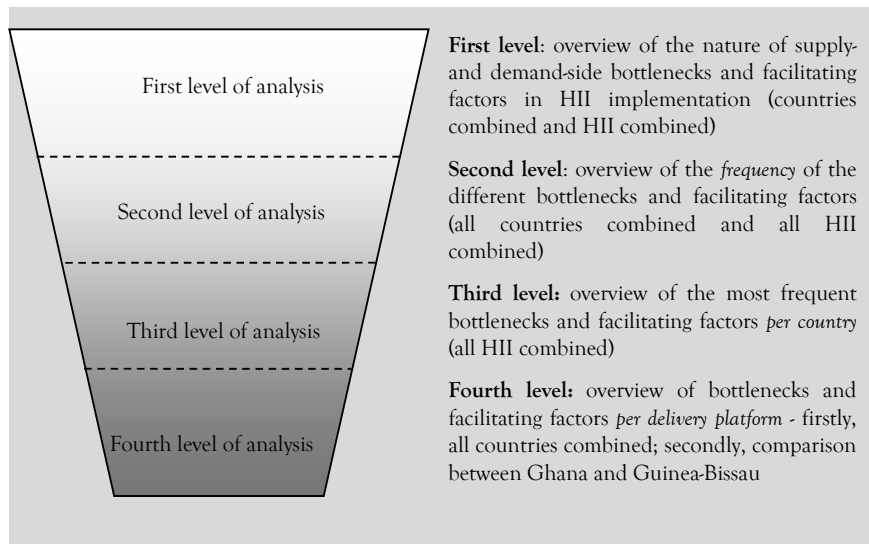 First level of analysis
Second level of analysis
Third level of analysis
Fourth level of analysis
First level: overview of the nature of supply-
and demand-side bottlenecks and facilitating
factors in HII implementation (countries
combined and HII combined)
Second level: overview of the frequency of the
different bottlenecks and facilitating factors
(all countries combined and all HII
combined)
Third level: overview of the most frequent
bottlenecks and facilitating factors per country
(all HII combined)
Fourth level: overview of bottlenecks and
facilitating factors per delivery platform - firstly,
all countries combined; secondly, comparison
between Ghana and Guinea-Bissau